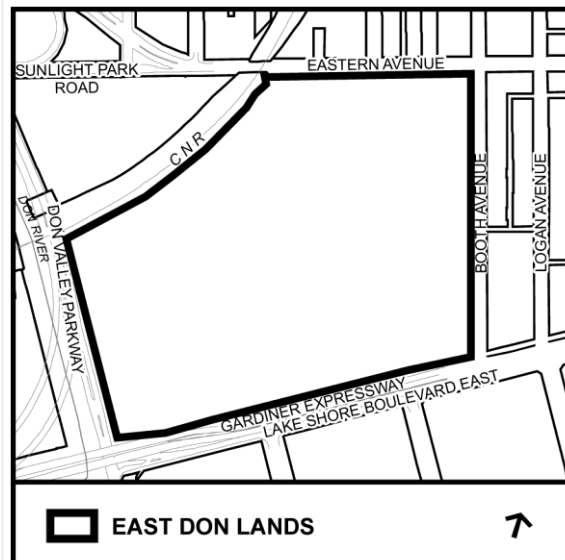 EASTERN AVENUE
SUNLIGHT PARK
ROAD
CNR
BOOTH AVENUE
LOGAN AVENUE
DON RIVER
DON VALLEY PARKWAY
GARDINER EXPRESSWAY
LAKE SHORE BOULEVARD EAST
EAST DON LANDS